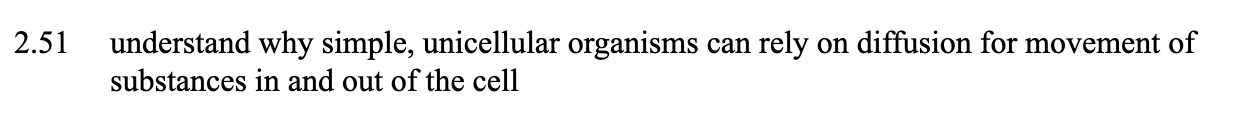 2.51 understand why simple, unicellular organisms can rely on diffusion for movement of
substances in and out of the cell